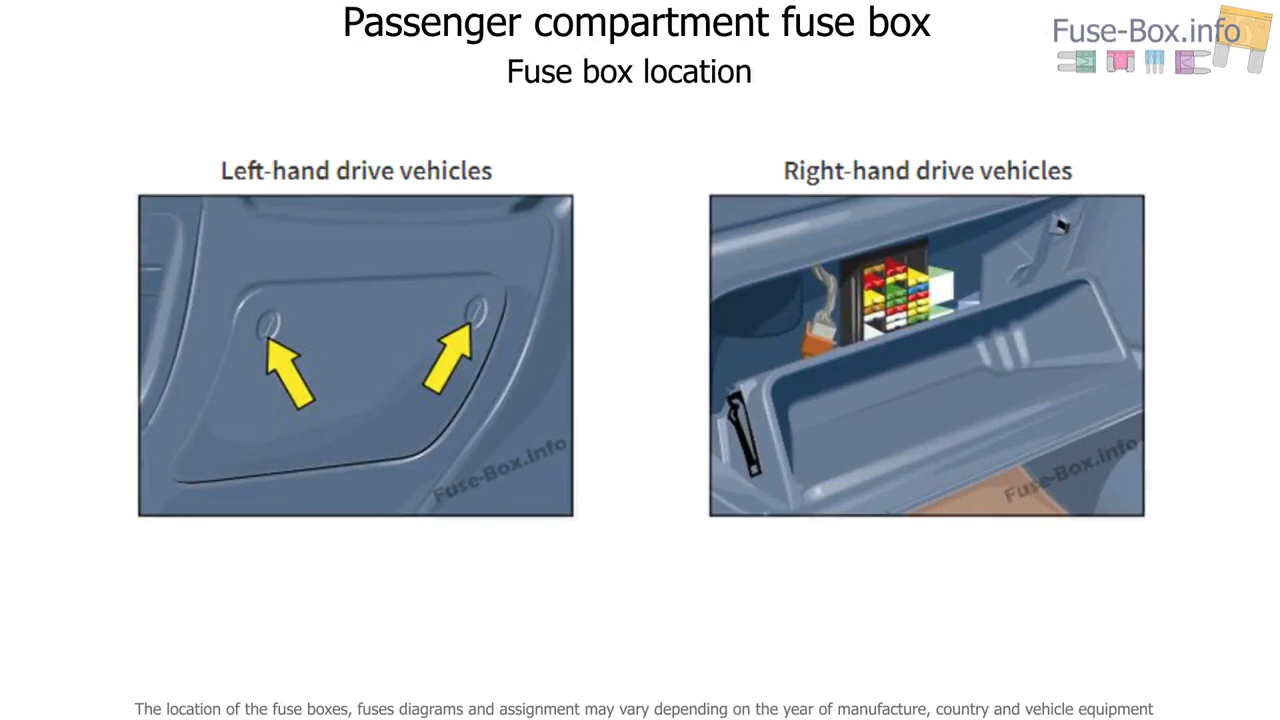 Passenger compartment fuse box
Fuse-Box.info
Fuse box location
Left-hand drive vehicles
Right-hand drive vehicles
Fuse-Box.info
Fuse-Box.info
The location of the fuse boxes, fuses diagrams and assignment may vary depending on the year of manufacture, country and vehicle equipment